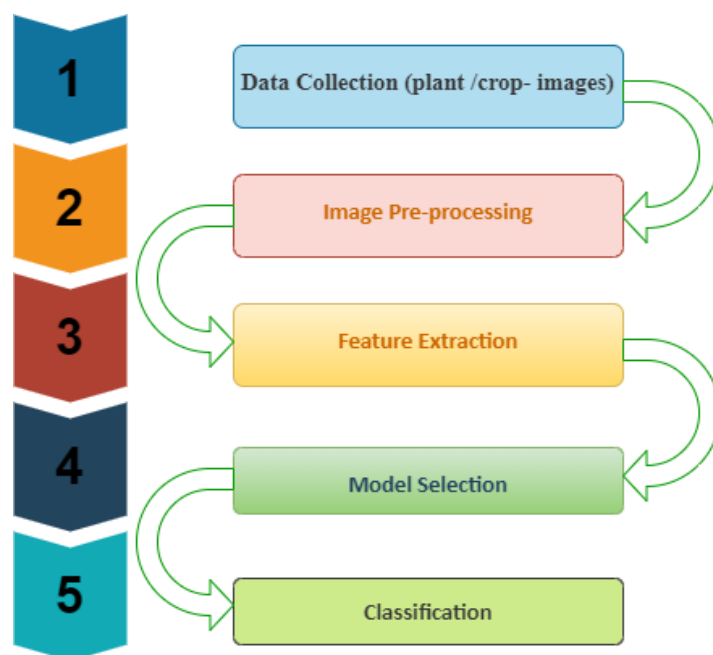 1
Data Collection (plant /crop- images)
2
Image Pre-processing
3
Feature Extraction
4
Model Selection
5
Classification